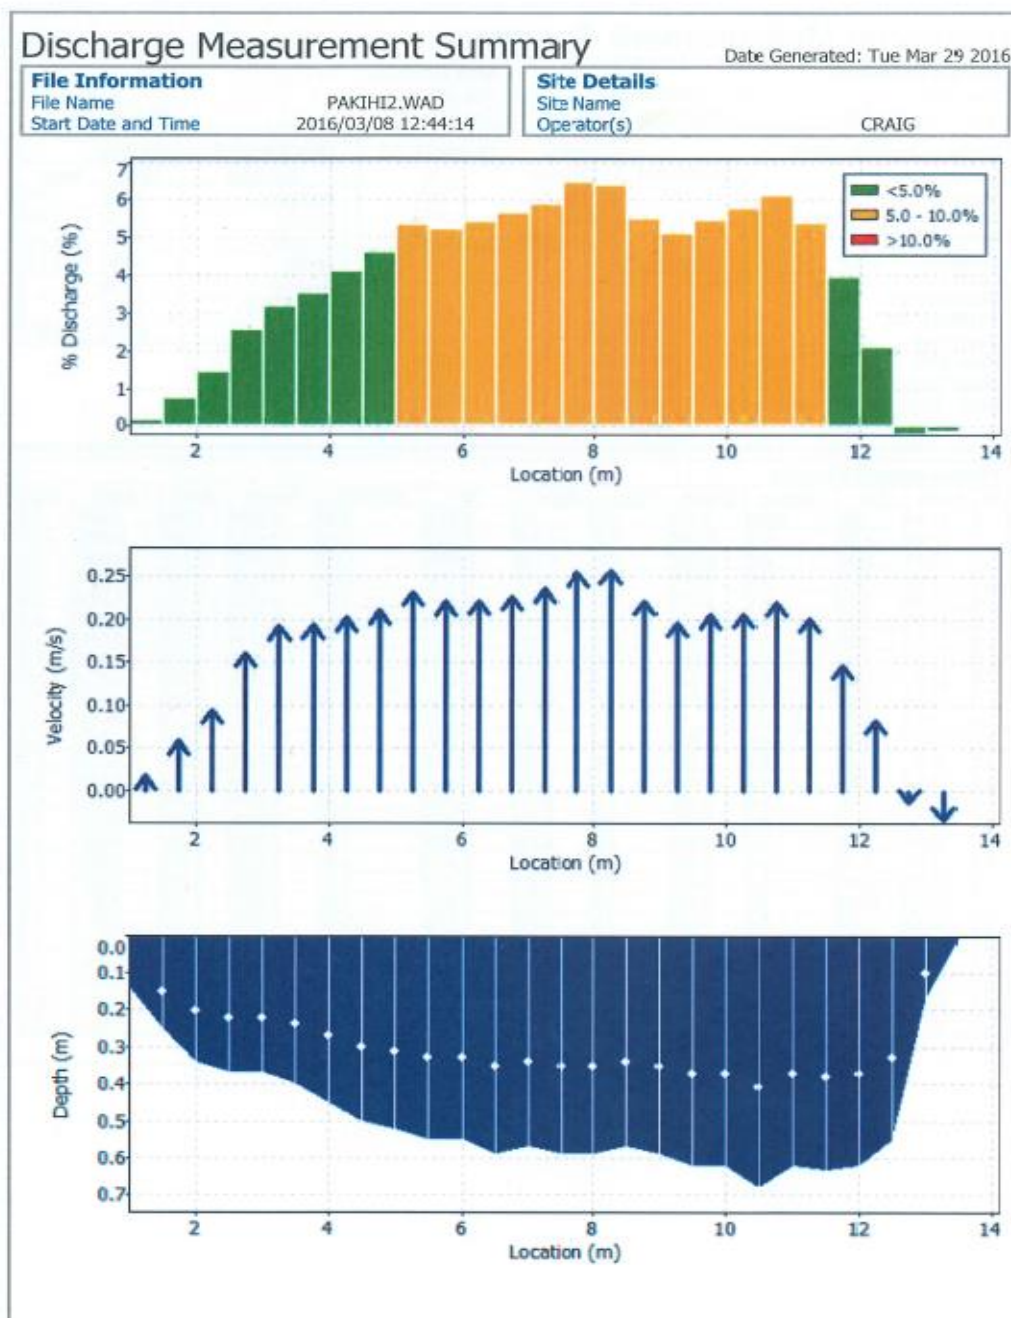 Discharge Measurement Summary
Date Generated: Tue Mar 29 2016
File Information
File Name PAKIHI2.WAD
Start Date and Time 2016/03/08 12:44:14
Site Details
Site Name
Operator(s) CRAIG
% Discharge (%)
7
6
5
4
3
2
1
0
<5.0%
5.0 - 10.0%
>10.0%
2 4 6 8 10 12 14
Location (m)
Velocity (m/s)
0.25
0.20
0.15
0.10
0.05
0.00
2 4 6 8 10 12 14
Location (m)
Depth (m)
0.0
0.1
0.2
0.3
0.4
0.5
0.6
0.7
2 4 6 8 10 12 14
Location (m)